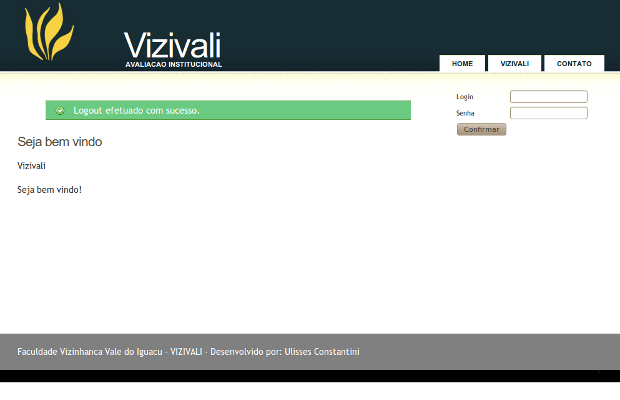 Vizivali
AVALIACAO INSTITUCIONAL
HOME
VIZIVALI
CONTATO
Login
Senha
Confirmar
Logout efetuado com sucesso.
Seja bem vindo
Vizivali
Seja bem vindo!
Faculdade Vizinhanca Vale do Iguacu - VIZIVALI - Desenvolvido por: Ulisses Constantini